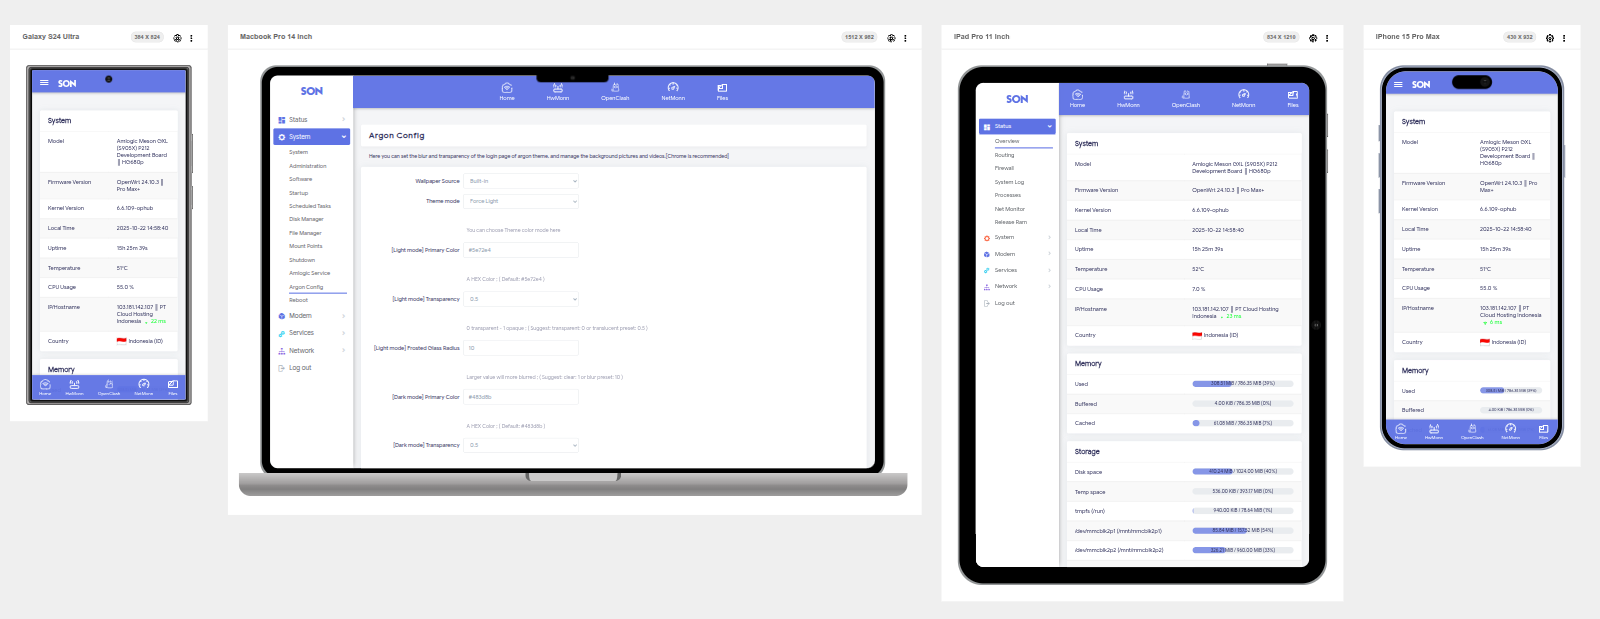 Galaxy S24 Ultra
384 X 824
SON
System
Model
Amlogic Meson GXL
(S905X) P212
Development Board
║ HG680p
Firmware Version
OpenWrt 24.10.3 ║
Pro Max+
Kernel Version
6.6.109-ophub
Local Time
2025-10-22 14:58:40
Uptime
15h 25m 39s
Temperature
51°C
CPU Usage
55.0 %
IP/Hostname
103.181.142.107 ║ PT
Cloud Hosting
Indonesia
22 ms
Country
Indonesia (ID)
Memory
Home
HwMonn
OpenClash
NetMonn
Files
Macbook Pro 14 Inch
1512 X 982
SON
Home
HwMonn
OpenClash
NetMonn
Files
Status
System
System
Administration
Software
Startup
Scheduled Tasks
Disk Manager
File Manager
Mount Points
Shutdown
Amlogic Service
Argon Config
Reboot
Modem
Services
Network
Log out
Argon Config
Here you can set the blur and transparency of the login page of argon theme, and manage the background pictures and videos.[Chrome is recommended]
Wallpaper Source
Built-in
Theme mode
Force Light
You can choose Theme color mode here
[Light mode] Primary Color
#5e72e4
A HEX Color ; ( Default: #5e72e4 )
[Light mode] Transparency
0.5
0 transparent - 1 opaque ; ( Suggest: transparent: 0 or translucent preset: 0.5 )
[Light mode] Frosted Glass Radius
10
Larger value will more blurred ; ( Suggest: clear: 1 or blur preset: 10 )
[Dark mode] Primary Color
#483d8b
A HEX Color ; ( Default: #483d8b )
[Dark mode] Transparency
0.5
iPad Pro 11 Inch
834 X 1210
SON
Home
HwMonn
OpenClash
NetMonn
Files
Status
Overview
Routing
Firewall
System Log
Processes
Net Monitor
Release Ram
System
Modem
Services
Network
Log out
System
Model
Amlogic Meson GXL (S905X) P212
Development Board ║ HG680p
Firmware Version
OpenWrt 24.10.3 ║ Pro Max+
Kernel Version
6.6.109-ophub
Local Time
2025-10-22 14:58:40
Uptime
15h 25m 39s
Temperature
52°C
CPU Usage
7.0 %
IP/Hostname
103.181.142.107 ║ PT Cloud Hosting
Indonesia
23 ms
Country
Indonesia (ID)
Memory
Used
/ 786.35 MiB (39%)
Buffered
4.00 KiB / 786.35 MiB (0%)
Cached
61.08 MiB / 786.35 MiB (7%)
Storage
Disk space
/ 1024.00 MiB (40%)
Temp space
536.00 KiB / 393.17 MiB (0%)
tmpfs (/run)
940.00 KiB / 78.64 MiB (1%)
/dev/mmcblk2p1 (/mnt/mmcblk2p1)
(54%)
/dev/mmcblk2p2 (/mnt/mmcblk2p2)
/ 960.00 MiB (33%)
iPhone 15 Pro Max
430 X 932
SON
System
Model
Amlogic Meson GXL
(S905X) P212
Development Board ║
HG680p
Firmware Version
OpenWrt 24.10.3 ║ Pro
Max+
Kernel Version
6.6.109-ophub
Local Time
2025-10-22 14:58:40
Uptime
15h 25m 39s
Temperature
51°C
CPU Usage
55.0 %
IP/Hostname
103.181.142.107 ║ PT
Cloud Hosting Indonesia
6 ms
Country
Indonesia (ID)
Memory
Used
/ 786.35 MiB (39%)
Buffered
4.00 KiB / 786.35 MiB (0%)
Home
HwMonn
OpenClash
NetMonn
Files